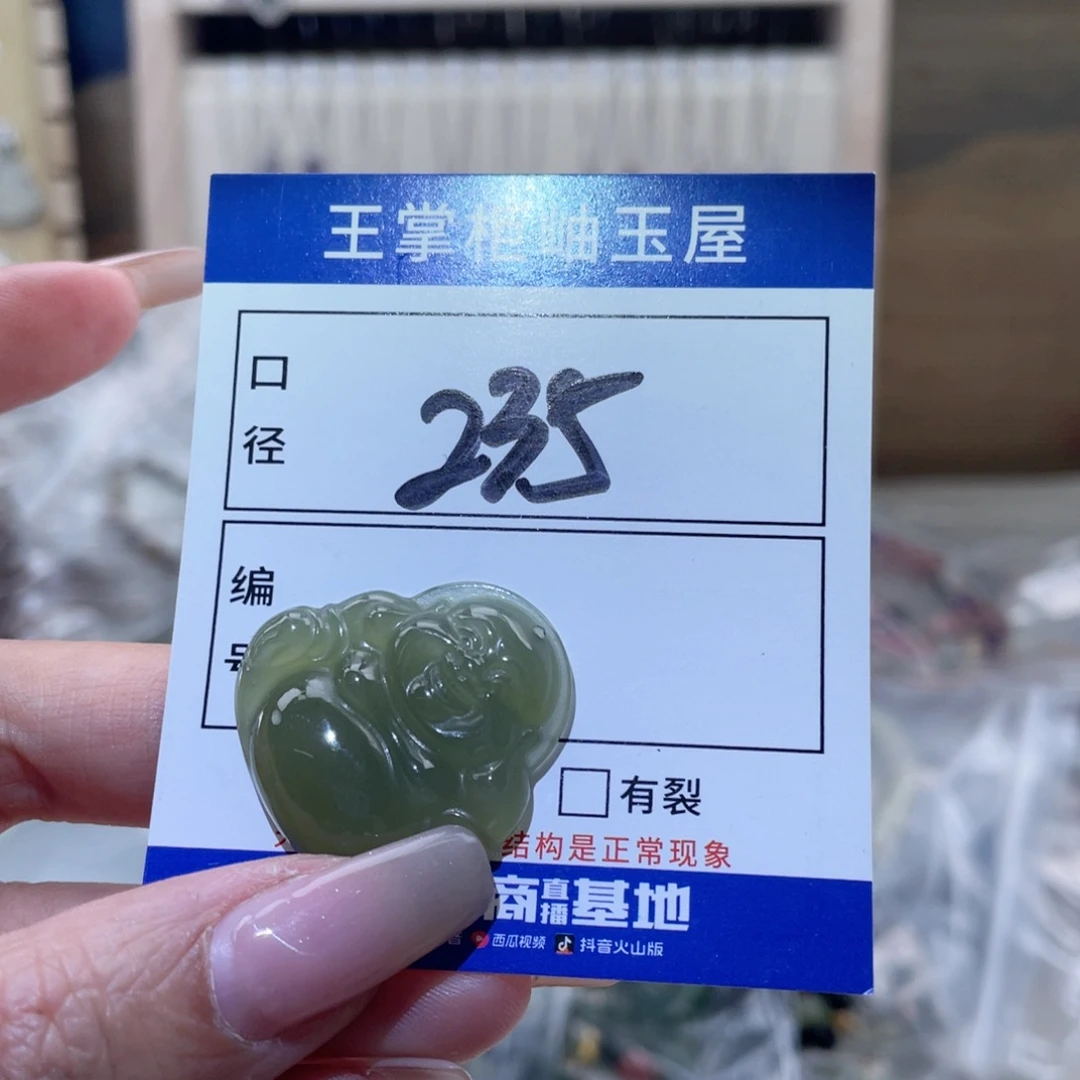 王掌柜岫玉屋
口径
235
编
有裂
结构是正常现象
商直播基地
西瓜视频 抖音火山版